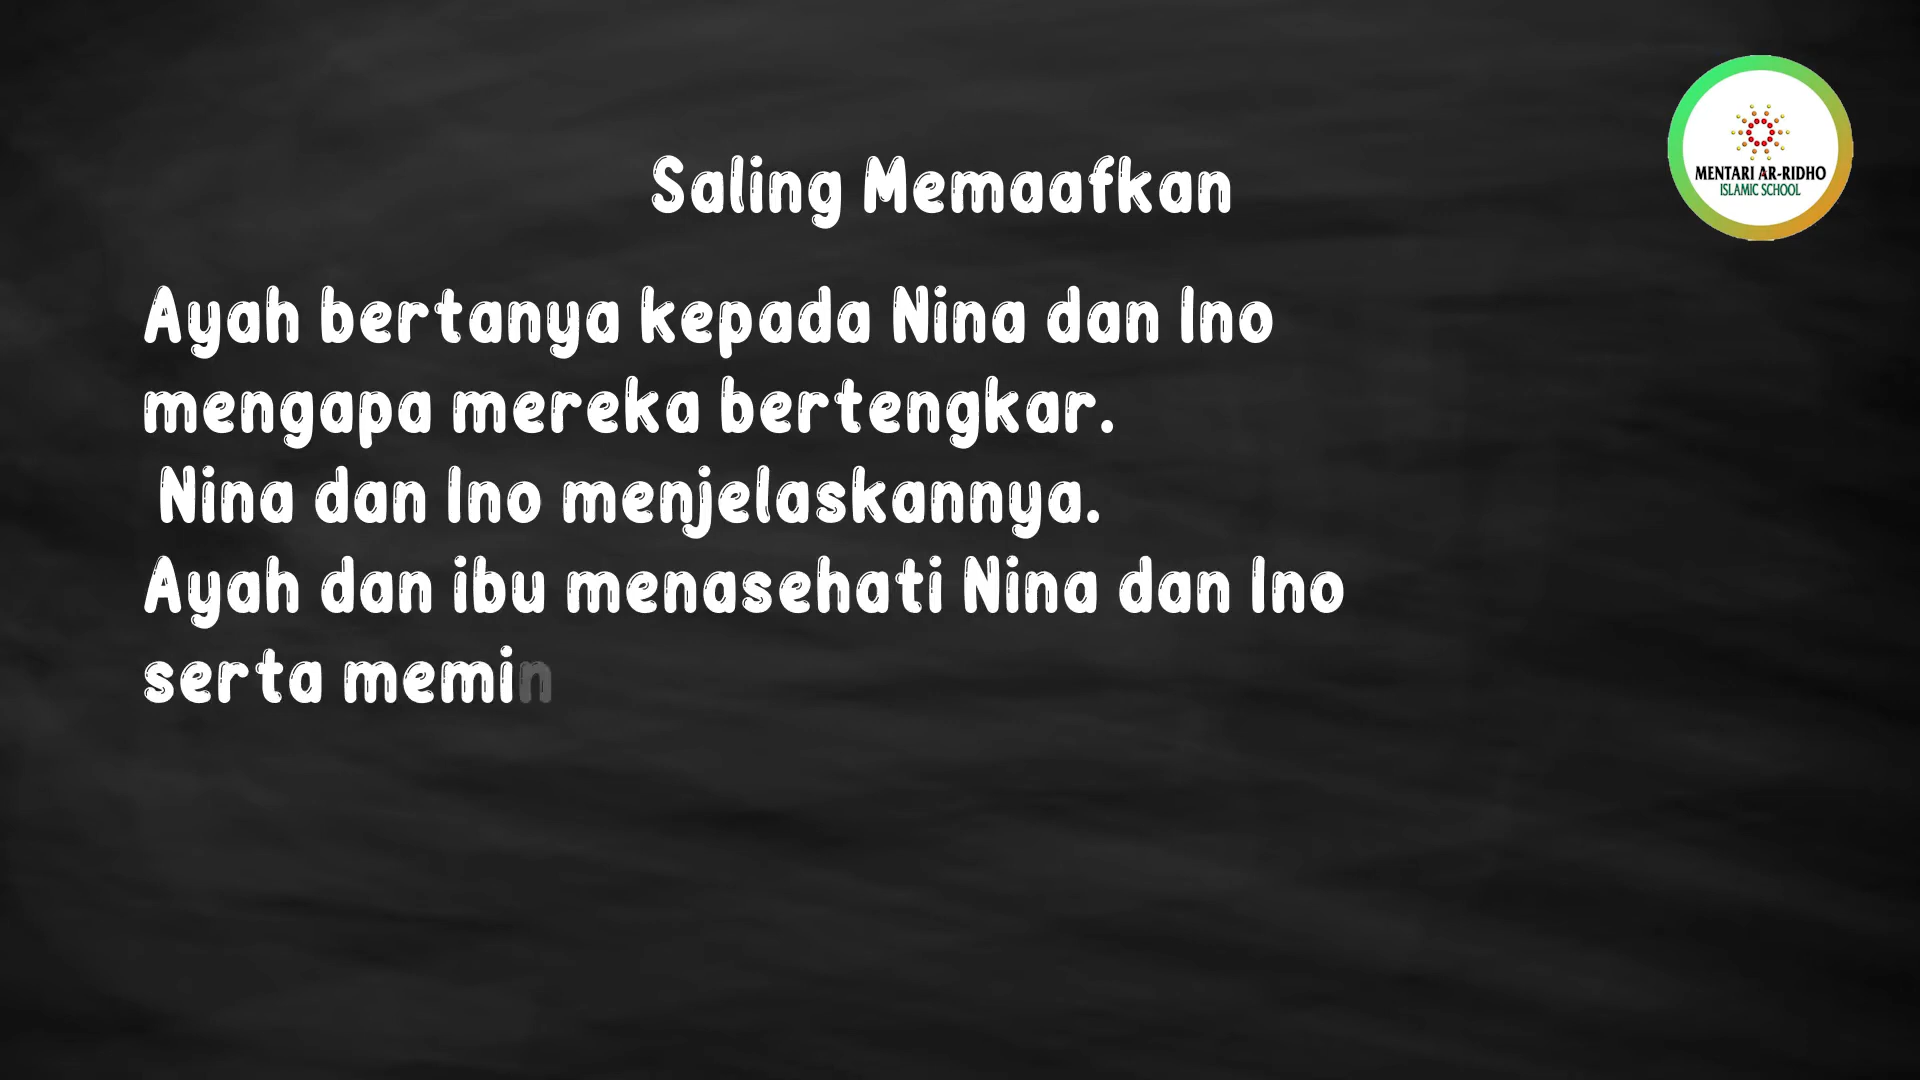 MENTARI AR-RIDHO
ISLAMIC SCHOOL
Saling Memaafkan
Ayah bertanya kepada Nina dan Ino
mengapa mereka bertengkar.
Nina dan Ino menjelaskannya.
Ayah dan ibu menasehati Nina dan Ino
serta memin